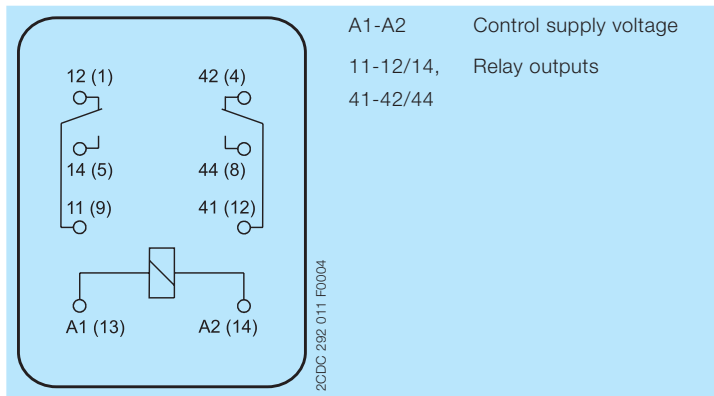 12 (1) 42 (4)
14 (5) 44 (8)
11 (9) 41 (12)
A1 (13) A2 (14)
2CDC 292 011 F0004
A1-A2 Control supply voltage
11-12/14, Relay outputs
41-42/44